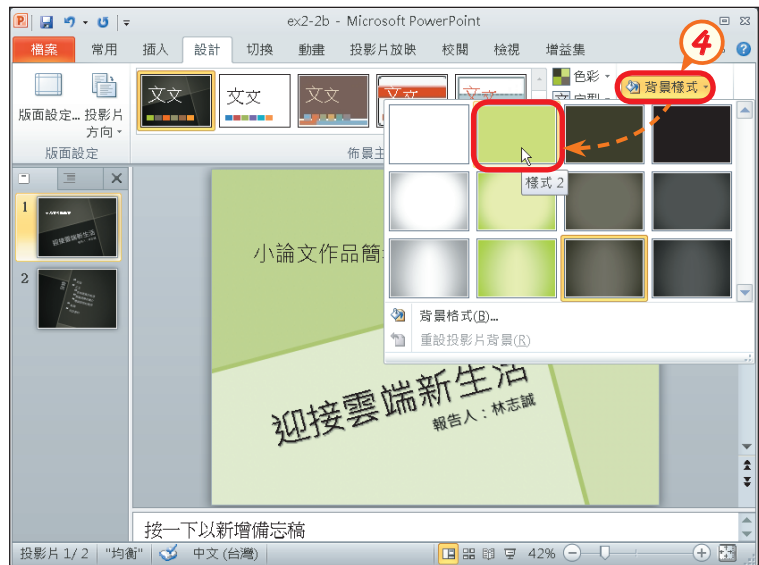 ex2-2b - Microsoft PowerPoint
檔案 常用 插入 設計 切換 動畫 投影片放映 校閱 檢視 增益集
4
文文 文文 文文 文文 文文
色彩
背景樣式
版面設定... 投影片方向
版面設定
佈景主
樣式 2
背景格式(B)...
重設投影片背景(R)
1
2
小論文作品簡
迎接雲端新生活
報告人：林志誠
按一下以新增備忘稿
投影片 1/ 2 "均衡" 中文 (台灣) 42%